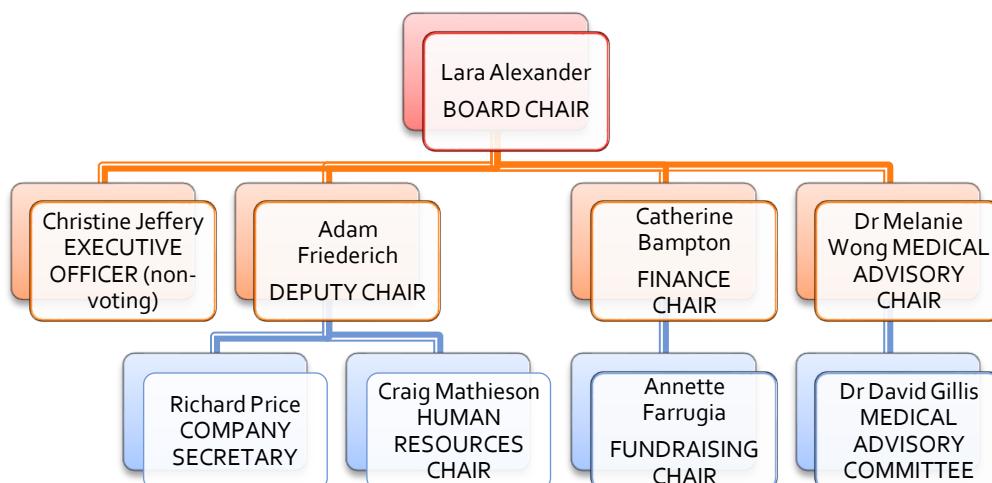 Lara Alexander
BOARD CHAIR
Christine Jeffery
EXECUTIVE
OFFICER (non-
voting)
Adam
Friederich
DEPUTY CHAIR
Catherine
Bampton
FINANCE
CHAIR
Dr Melanie
Wong MEDICAL
ADVISORY
CHAIR
Richard Price
COMPANY
SECRETARY
Craig Mathieson
HUMAN
RESOURCES
CHAIR
Annette
Farrugia
FUNDRAISING
CHAIR
Dr David Gillis
MEDICAL
ADVISORY
COMMITTEE